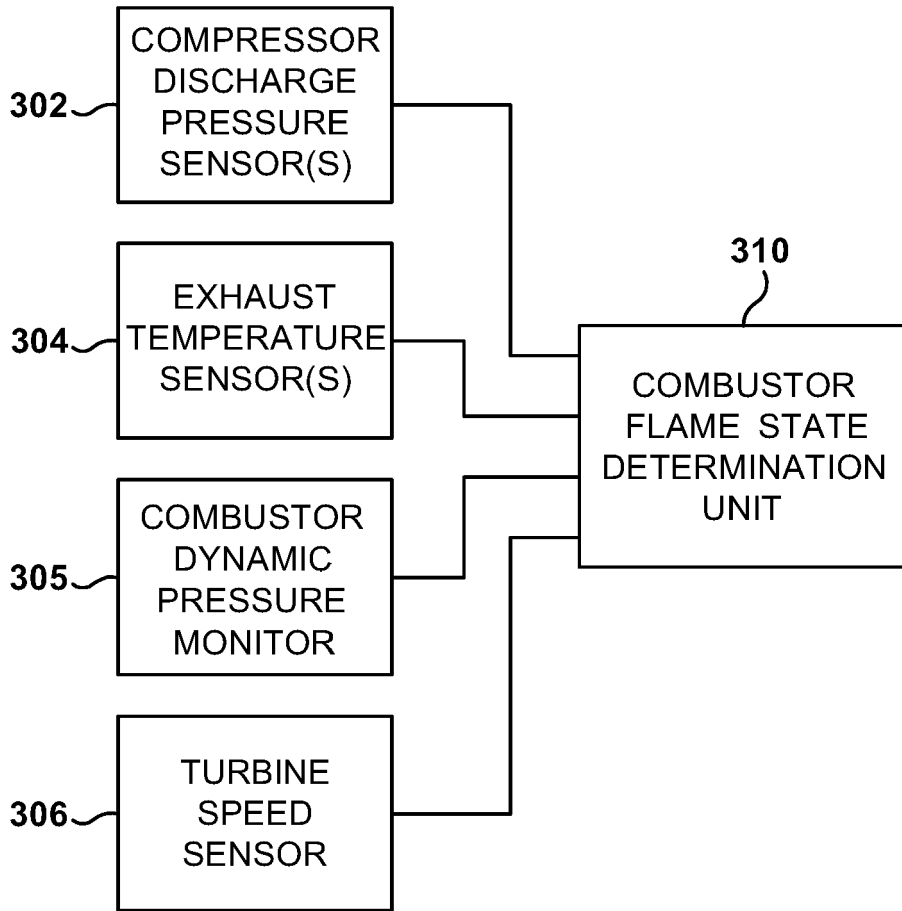 302
COMPRESSOR
DISCHARGE
PRESSURE
SENSOR(S)
304
EXHAUST
TEMPERATURE
SENSOR(S)
305
COMBUSTOR
DYNAMIC
PRESSURE
MONITOR
306
TURBINE
SPEED
SENSOR
310
COMBUSTOR
FLAME STATE
DETERMINATION
UNIT